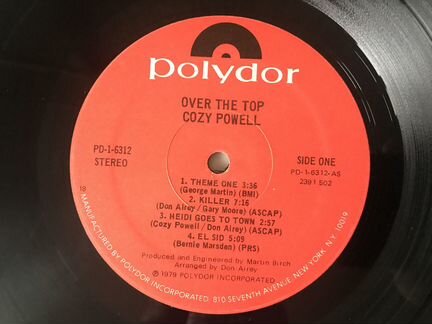 polydor
OVER THE TOP
COZY POWELL
PD-1-6312
STEREO
SIDE ONE
PD-1-6312-AS
2391 502
1. THEME ONE 3:36
(George Martin) (BMI)
2. KILLER 7:16
(Don Airey / Gary Moore) (ASCAP)
3. HEIDI GOES TO TOWN 2:57
(Cozy Powell / Don Airey) (ASCAP)
4. EL SID 5:09
(Bernie Marsden) (PRS)
Produced and Engineered by Martin Birch
Arranged by Don Airey
℗ 1979 POLYDOR INCORPORATED
® MANUFACTURED BY POLYDOR INCORPORATED, 810 SEVENTH AVENUE, NEW YORK, N.Y. 10019